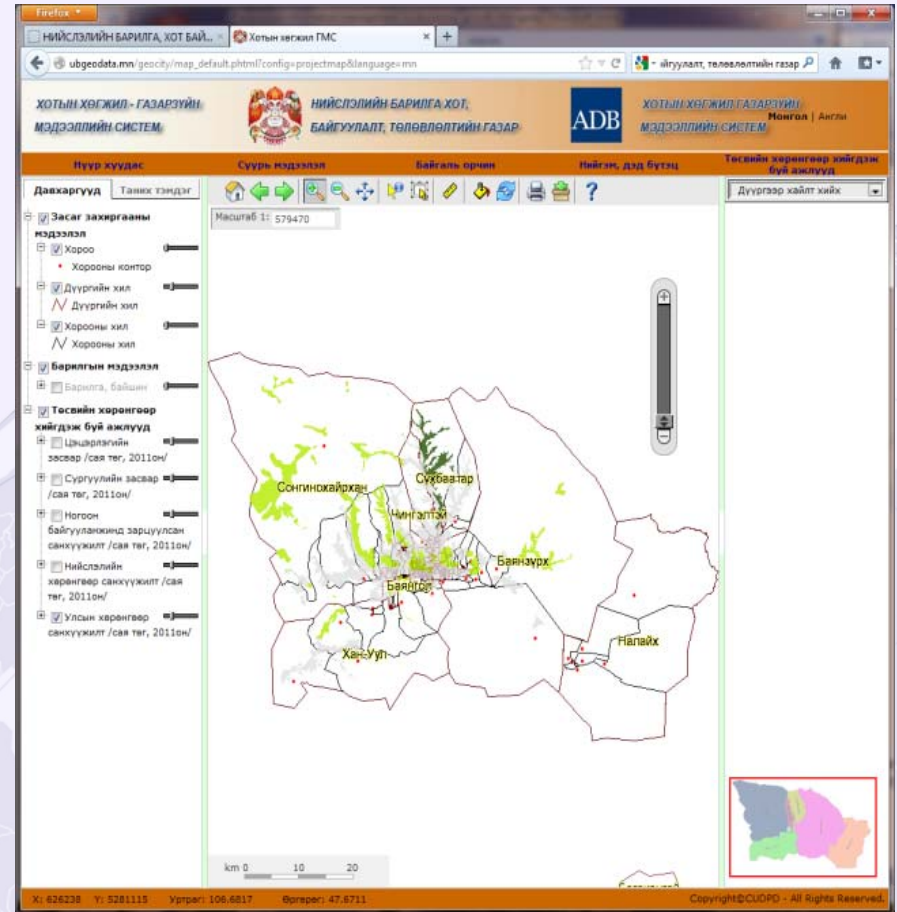 Firefox
НИЙСЛЭЛИЙН БАРИЛГА, ХОТ БАЙ...
Хотын хөгжил ГМС
ubgeodata.mn/geocity/map_default.phtml?config=projectmap&language=mn
айгуулалт, төлөвлөлтийн газар
ХОТЫН ХӨГЖИЛ - ГАЗАРЗҮЙН
МЭДЭЭЛЛИЙН СИСТЕМ
НИЙСЛЭЛИЙН БАРИЛГА ХОТ,
БАЙГУУЛАЛТ, ТӨЛӨВЛӨЛТИЙН ГАЗАР
ADB
ХОТЫН ХӨГЖИЛ ГАЗАРЗҮЙН
МЭДЭЭЛЛИЙН СИСТЕМ
Монгол | Англи
Нүүр хуудас
Суурь мэдээлэл
Байгаль орчин
Нийгэм, дэд бүтэц
Төсвийн хөрөнгөөр хийгдэж
буй ажлууд
Давхаргууд
Таних тэмдэг
Дүүргээр хайлт хийх
Масштаб 1: 579470
Засаг захиргааны
мэдээлэл
Хороо
Хорооны контор
Дүүргийн хил
Дүүргийн хил
Хорооны хил
Хорооны хил
Барилгын мэдээлэл
Барилга, байшин
Төсвийн хөрөнгөөр
хийгдэж буй ажлууд
Цэцэрлэгийн
засвар /сая төг, 2011он/
Сургуулийн засвар
/сая төг, 2011он/
Ногоон
байгууламжинд зарцуулсан
санхүүжилт /сая төг, 2011он/
Нийслэлийн
хөрөнгөөр санхүүжилт /сая
төг, 2011он/
Улсын хөрөнгөөр
санхүүжилт /сая төг, 2011он/
Сонгинохайрхан
Сүхбаатар
Чингэлтэй
Баянзүрх
Баянгол
Налайх
Хан-Уул
km 0 10 20
X: 626238 Y: 5281115 Уртраг: 106.6817 Өргөрөг: 47.6711
Copyright©CUDPD - All Rights Reserved.